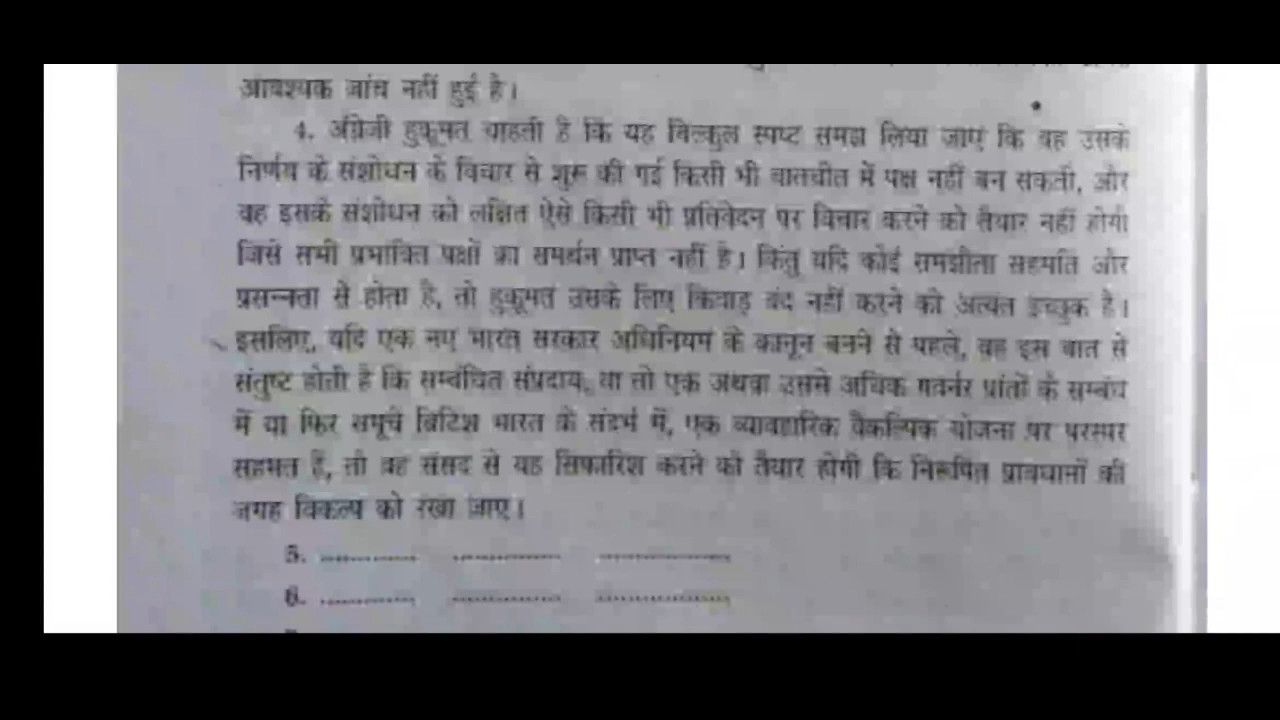 आवश्यक जांच नहीं हुई है।
4. अंग्रेजी हुकूमत चाहती है कि यह बिल्कुल स्पष्ट समझ लिया जाए कि वह उसके
निर्णय के संशोधन के विचार से शुरू की गई किसी भी बातचीत में पक्ष नहीं बन सकती, और
वह इसके संशोधन को लक्षित ऐसे किसी भी प्रतिवेदन पर विचार करने को तैयार नहीं होगी
जिसे सभी प्रभावित पक्षों का समर्थन प्राप्त नहीं है। किंतु यदि कोई समझौता सहमति और
प्रसन्नता से होता है, तो हुकूमत उसके लिए किवाड़ बंद नहीं करने को अत्यंत इच्छुक है।
इसलिए, यदि एक नए भारत सरकार अधिनियम के कानून बनने से पहले, वह इस बात से
संतुष्ट होती है कि सम्बंधित संप्रदाय, या तो एक अथवा उससे अधिक गवर्नर प्रांतों के सम्बंध
में या फिर समूचे ब्रिटिश भारत के संदर्भ में, एक व्यावहारिक वैकल्पिक योजना पर परस्पर
सहमत हैं, तो वह संसद से यह सिफारिश करने को तैयार होगी कि निरूपित प्रावधानों की
जगह विकल्प को रखा जाए।
5. ............... ................. .....................
6. ............... ................. .....................